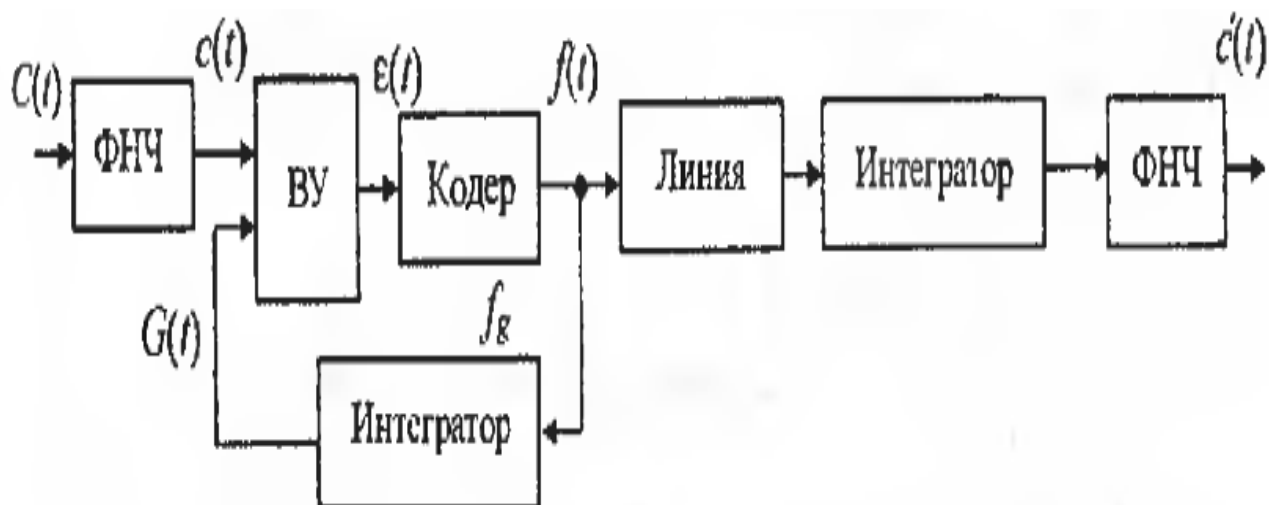 C(t)
ФНЧ
c(t)
ВУ
ε(t)
Кодер
f(t)
Линия
Интегратор
ФНЧ
c'(t)
G(t)
f_g
Интегратор